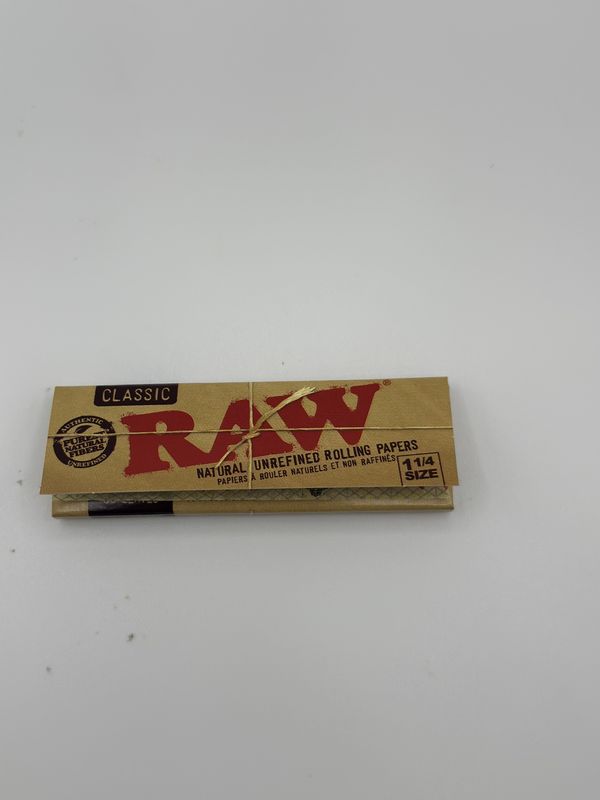 CLASSIC
AUTHENTIC
PURE
NATURAL
FIBERS
UNREFINED
RAW®
NATURAL UNREFINED ROLLING PAPERS
PAPIERS À ROULER NATURELS ET NON RAFFINÉS
1 1/4
SIZE